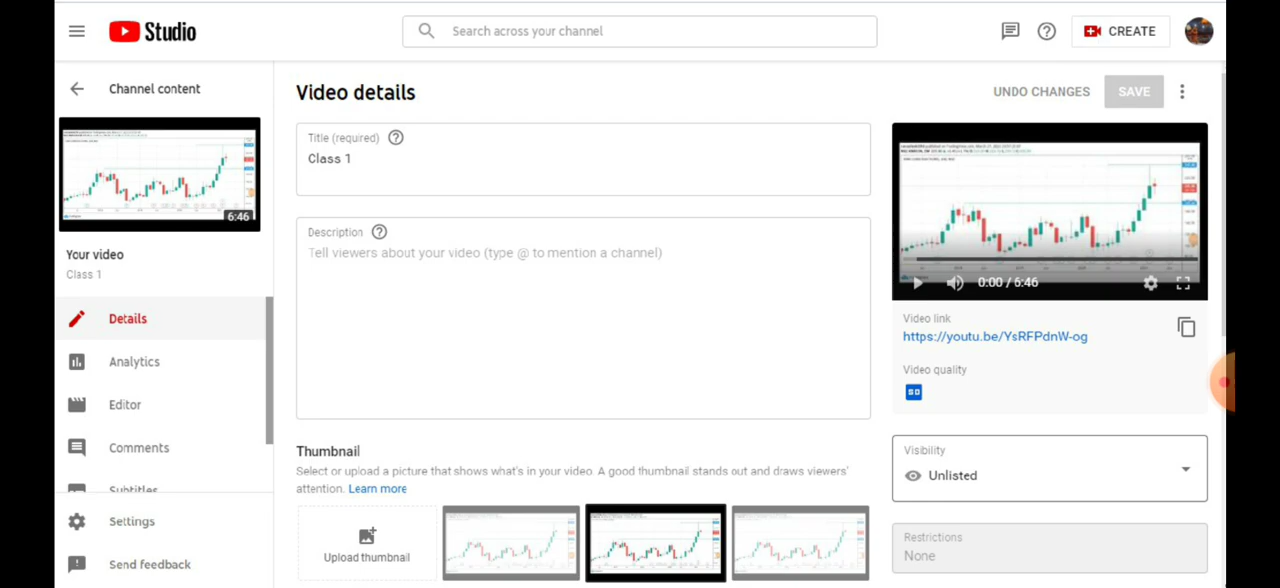 Studio
Search across your channel
CREATE
Channel content
6:46
Your video
Class 1
Details
Analytics
Editor
Comments
Subtitles
Settings
Send feedback
Video details
UNDO CHANGES
SAVE
Title (required)
Class 1
Description
Tell viewers about your video (type @ to mention a channel)
Thumbnail
Select or upload a picture that shows what's in your video. A good thumbnail stands out and draws viewers'
attention. Learn more
Upload thumbnail
0:00 / 6:46
Video link
https://youtu.be/YsRFPdnW-og
Video quality
SD
Visibility
Unlisted
Restrictions
None